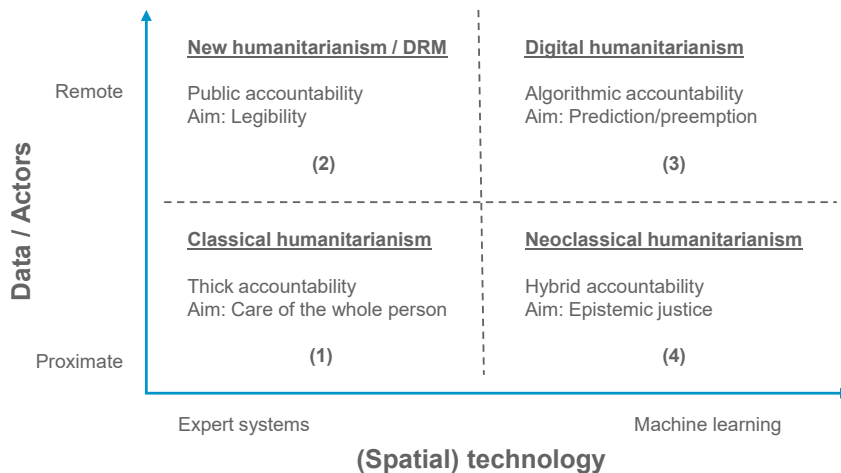 New humanitarianism / DRM
Public accountability
Aim: Legibility
(2)
Digital humanitarianism
Algorithmic accountability
Aim: Prediction/preemption
(3)
Remote
Data / Actors
Classical humanitarianism
Thick accountability
Aim: Care of the whole person
(1)
Neoclassical humanitarianism
Hybrid accountability
Aim: Epistemic justice
(4)
Proximate
Expert systems
Machine learning
(Spatial) technology